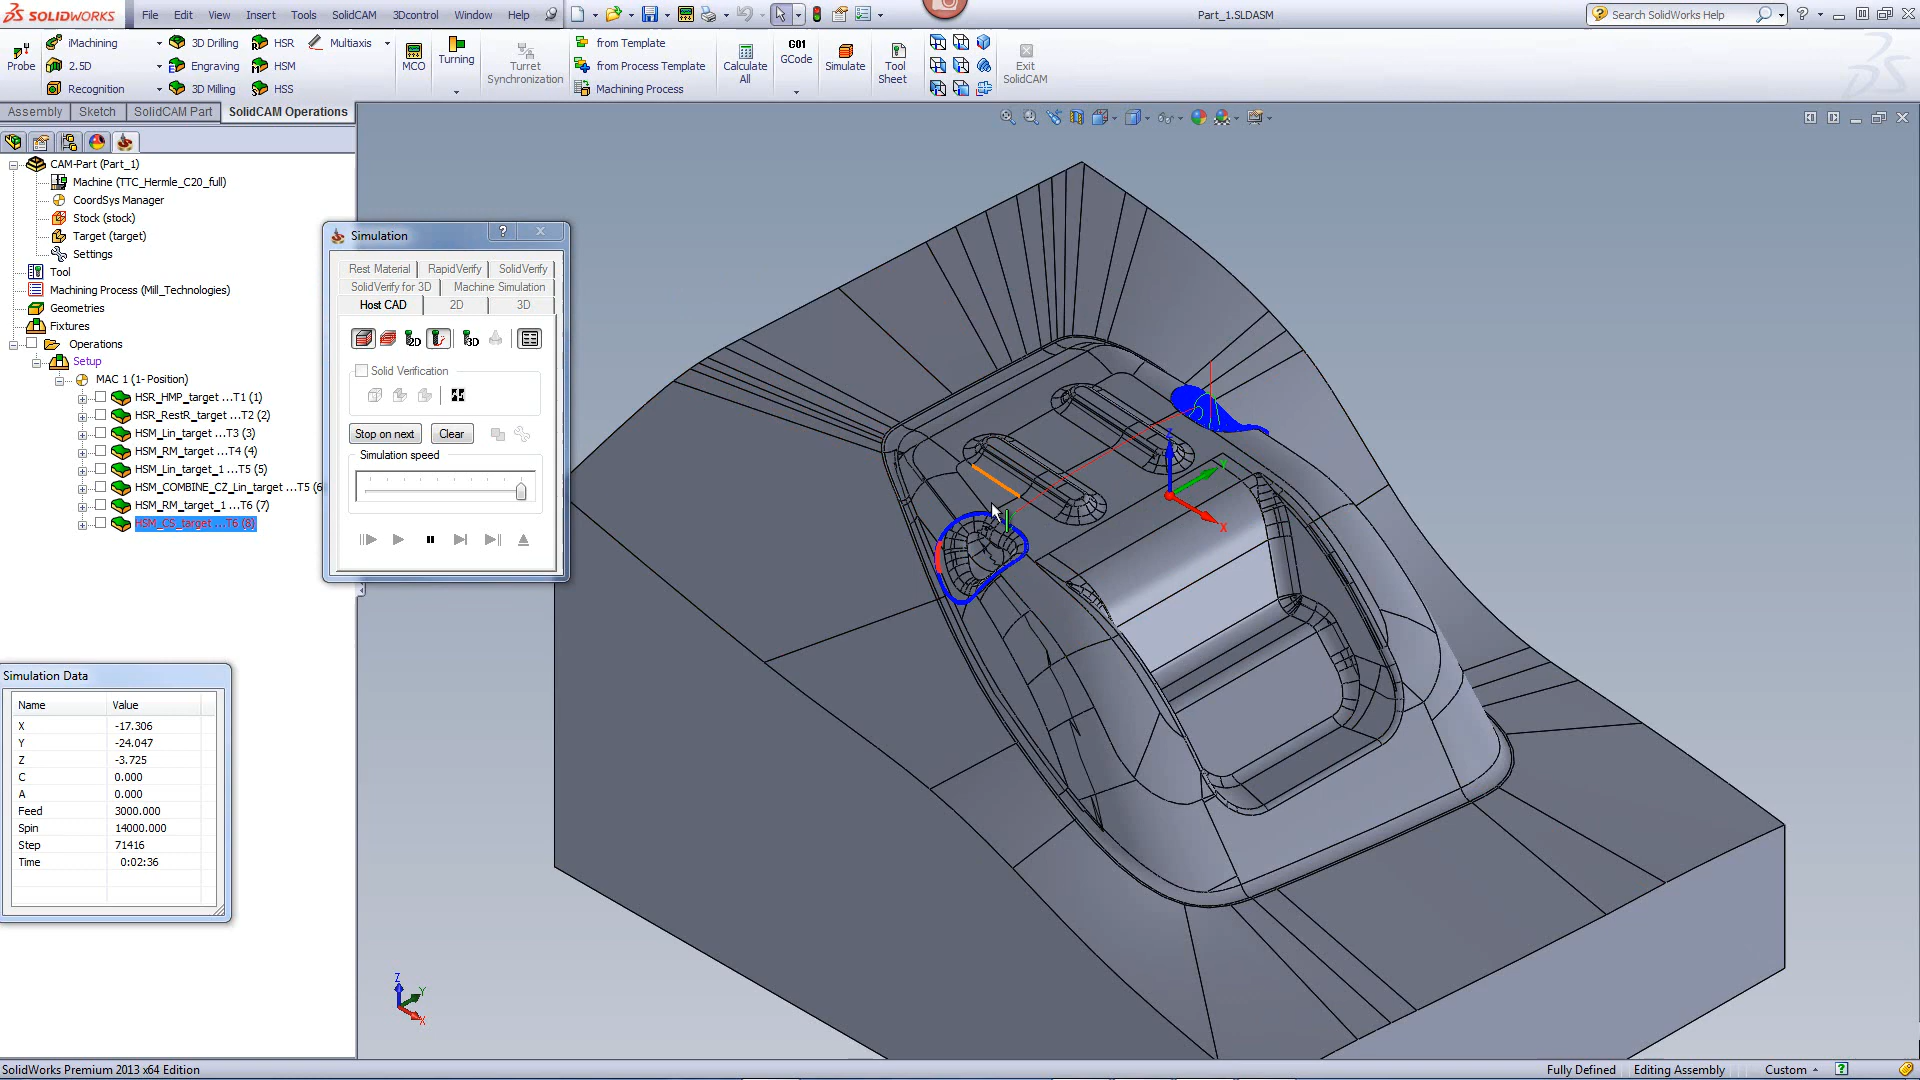 SOLIDWORKS File Edit View Insert Tools SolidCAM 3Dcontrol Window Help Part_1.SLDASM Search SolidWorks Help
Probe
iMachining
2.5D
Recognition
3D Drilling
Engraving
3D Milling
HSR
HSM
HSS
Multiaxis
MCO
Turning
Turret
Synchronization
from Template
from Process Template
Machining Process
Calculate
All
G01
GCode
Simulate
Tool
Sheet
Exit
SolidCAM
Assembly Sketch SolidCAM Part SolidCAM Operations
CAM-Part (Part_1)
Machine (TTC_Hermle_C20_full)
CoordSys Manager
Stock (stock)
Target (target)
Settings
Tool
Machining Process (Mill_Technologies)
Geometries
Fixtures
Operations
Setup
MAC 1 (1- Position)
HSR_HMP_target ...T1 (1)
HSR_RestR_target ...T2 (2)
HSM_Lin_target ...T3 (3)
HSM_RM_target ...T4 (4)
HSM_Lin_target_1 ...T5 (5)
HSM_COMBINE_CZ_Lin_target ...T5 (6
HSM_RM_target_1 ...T6 (7)
HSM_CS_target ...T6 (8)
Simulation
Rest Material RapidVerify SolidVerify
SolidVerify for 3D Machine Simulation
Host CAD 2D 3D
2D
3D
Solid Verification
Stop on next Clear
Simulation speed
Simulation Data
Name Value
X -17.306
Y -24.047
Z -3.725
C 0.000
A 0.000
Feed 3000.000
Spin 14000.000
Step 71416
Time 0:02:36
Z
Y
X
Z
Y
X
SolidWorks Premium 2013 x64 Edition Fully Defined Editing Assembly Custom